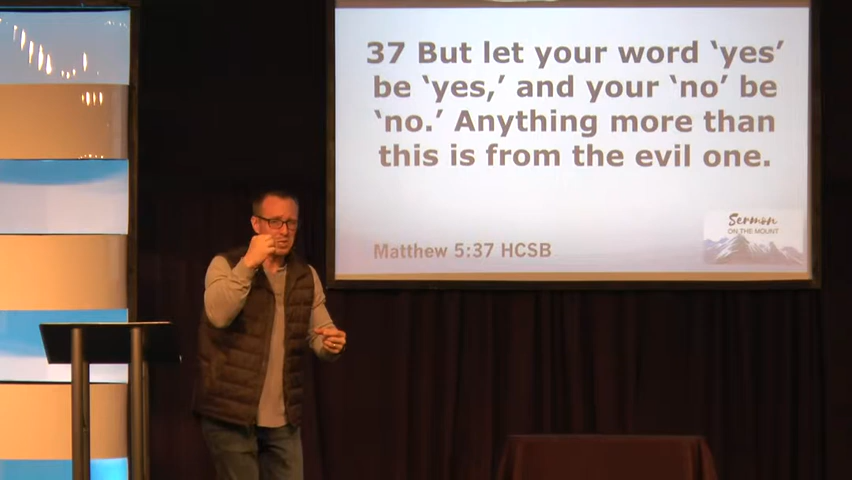 37 But let your word ‘yes’
be ‘yes,’ and your ‘no’ be
‘no.’ Anything more than
this is from the evil one.
Sermon
ON THE MOUNT
Matthew 5:37 HCSB